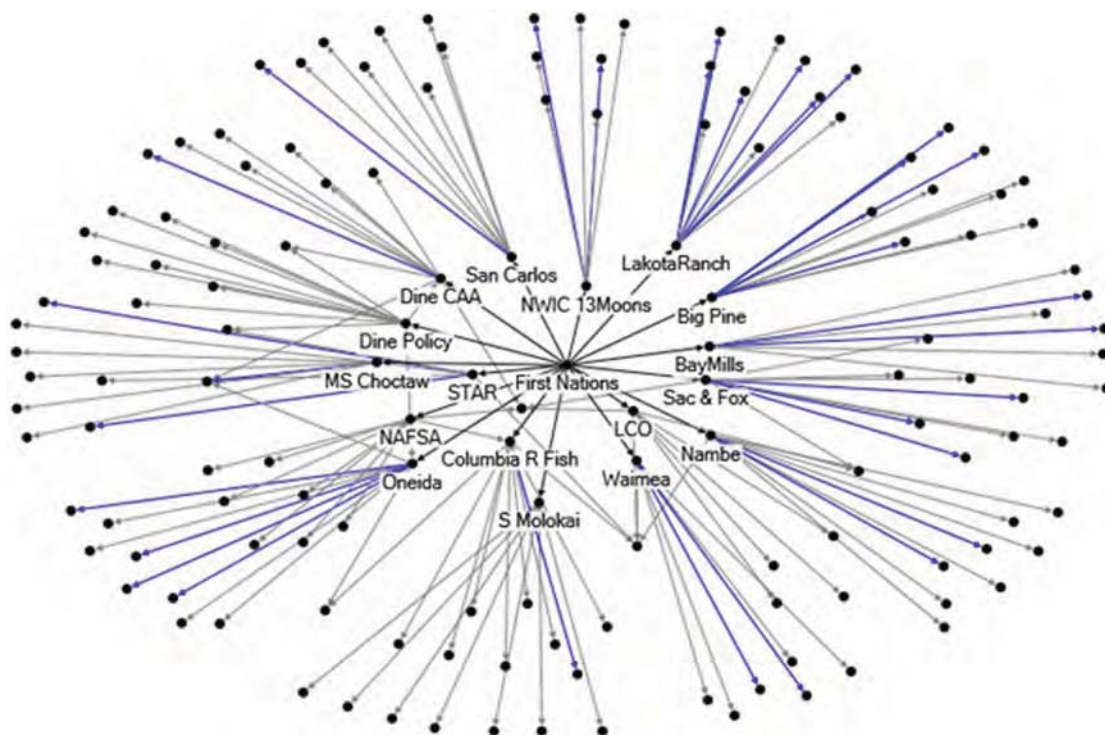 LakotaRanch
San Carlos
Dine CAA
NWIC 13Moons
Big Pine
Dine Policy
BayMills
MS Choctaw
STAR
First Nations
Sac & Fox
NAFSA
LCO
Columbia R Fish
Nambe
Oneida
Waimea
S Molokai